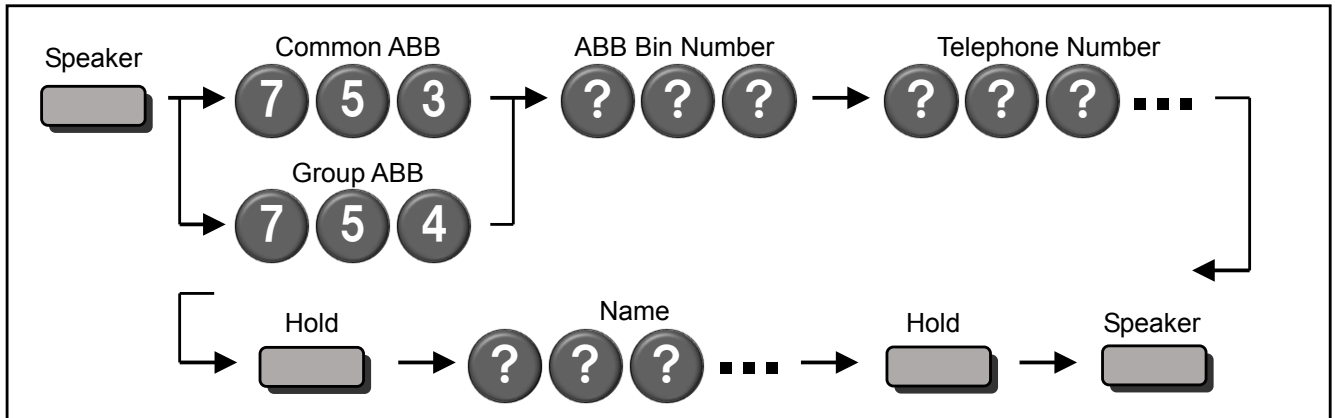 Speaker
Common ABB
ABB Bin Number
Telephone Number
7 5 3
? ? ?
? ? ? ...
Group ABB
7 5 4
Hold
Name
Hold
Speaker
? ? ? ...